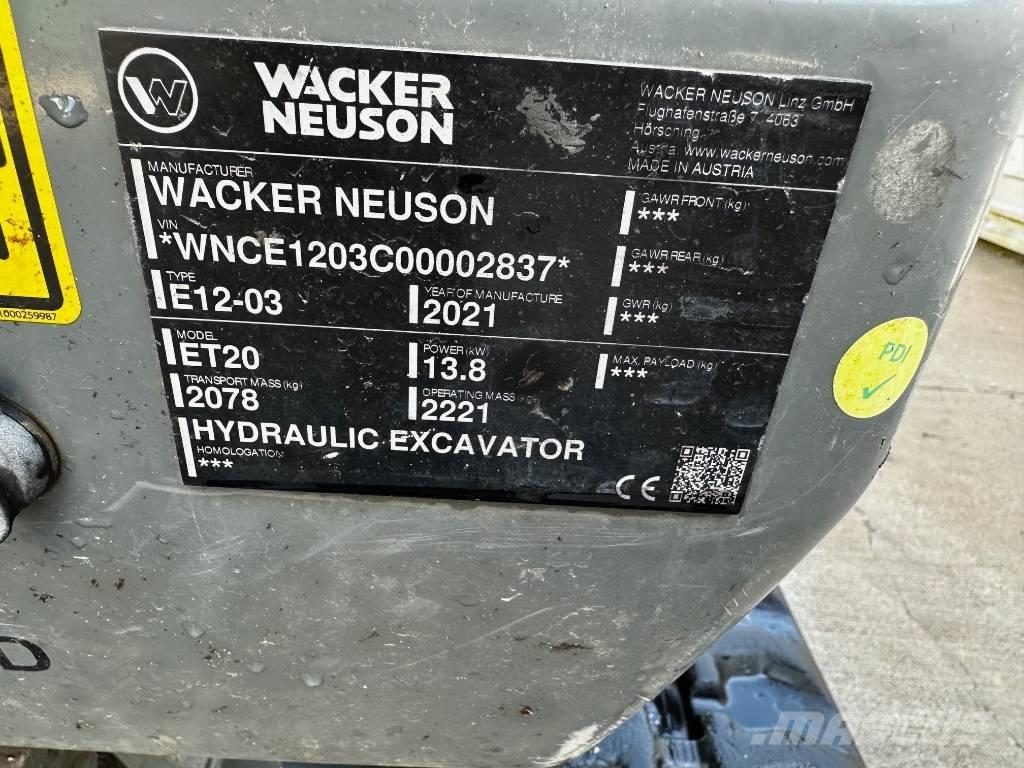 WACKER
NEUSON
WACKER NEUSON Linz GmbH
Flughafenstraße 7, 4063
Hörsching
Austria www.wackerneuson.com
MADE IN AUSTRIA
MANUFACTURER
WACKER NEUSON
VIN
*WNCE1203C00002837*
TYPE
E12-03
YEAR OF MANUFACTURE
2021
MODEL
ET20
POWER (kW)
13.8
TRANSPORT MASS (kg)
2078
OPERATING MASS (kg)
2221
HYDRAULIC EXCAVATOR
HOMOLOGATION
***
GAWR FRONT (kg)
***
GAWR REAR (kg)
***
GWR (kg)
***
MAX. PAYLOAD (kg)
***
CE
PDI
1000259987
D